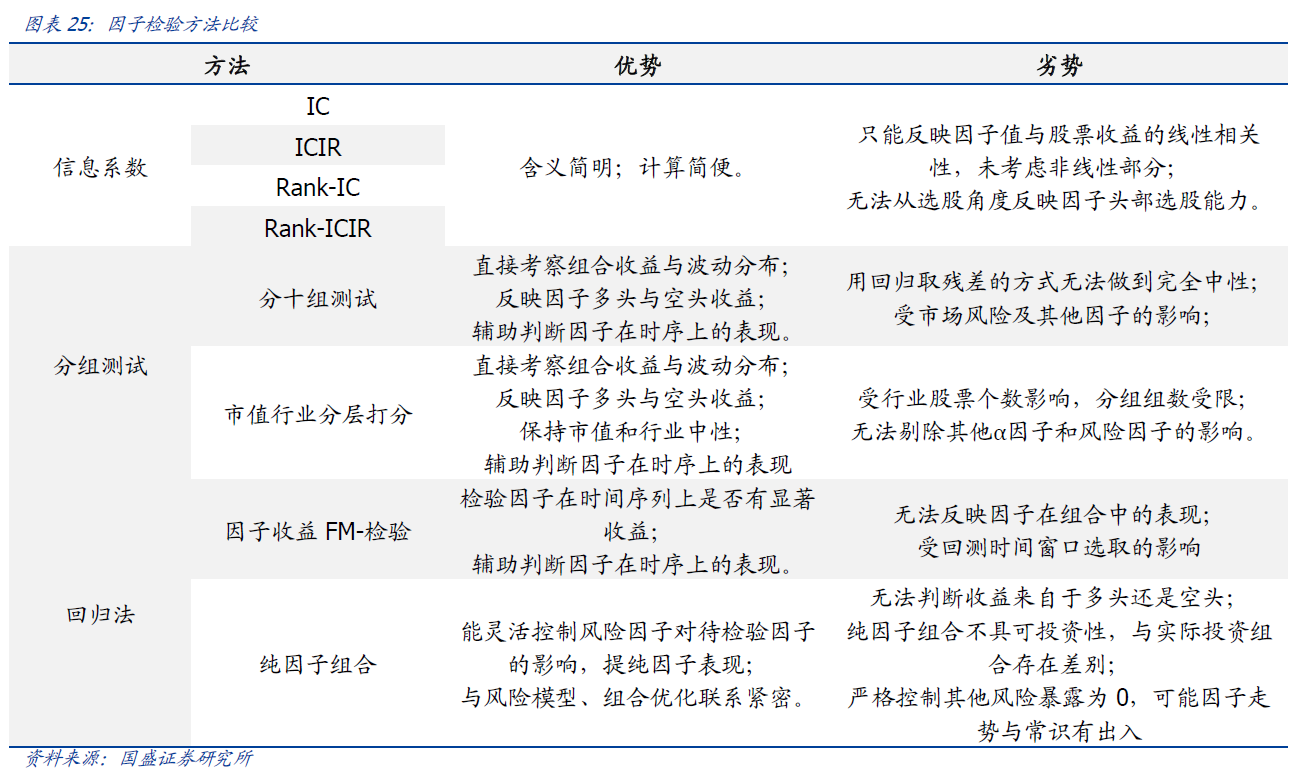 图表 25：因子检验方法比较
方法
优势
劣势
信息系数
IC
ICIR
Rank-IC
Rank-ICIR
含义简明；计算简便。
只能反映因子值与股票收益的线性相关
性，未考虑非线性部分；
无法从选股角度反映因子头部选股能力。
分组测试
分十组测试
直接考察组合收益与波动分布；
反映因子多头与空头收益；
辅助判断因子在时序上的表现。
用回归取残差的方式无法做到完全中性；
受市场风险及其他因子的影响；
市值行业分层打分
直接考察组合收益与波动分布；
反映因子多头与空头收益；
保持市值和行业中性；
辅助判断因子在时序上的表现
受行业股票个数影响，分组组数受限；
无法剔除其他α因子和风险因子的影响。
回归法
因子收益 FM-检验
检验因子在时间序列上是否有显著
收益；
辅助判断因子在时序上的表现。
无法反映因子在组合中的表现；
受回测时间窗口选取的影响
纯因子组合
能灵活控制风险因子对待检验因子
的影响，提纯因子表现；
与风险模型、组合优化联系紧密。
无法判断收益来自于多头还是空头；
纯因子组合不具可投资性，与实际投资组
合存在差别；
严格控制其他风险暴露为 0，可能因子走
势与常识有出入
资料来源：国盛证券研究所